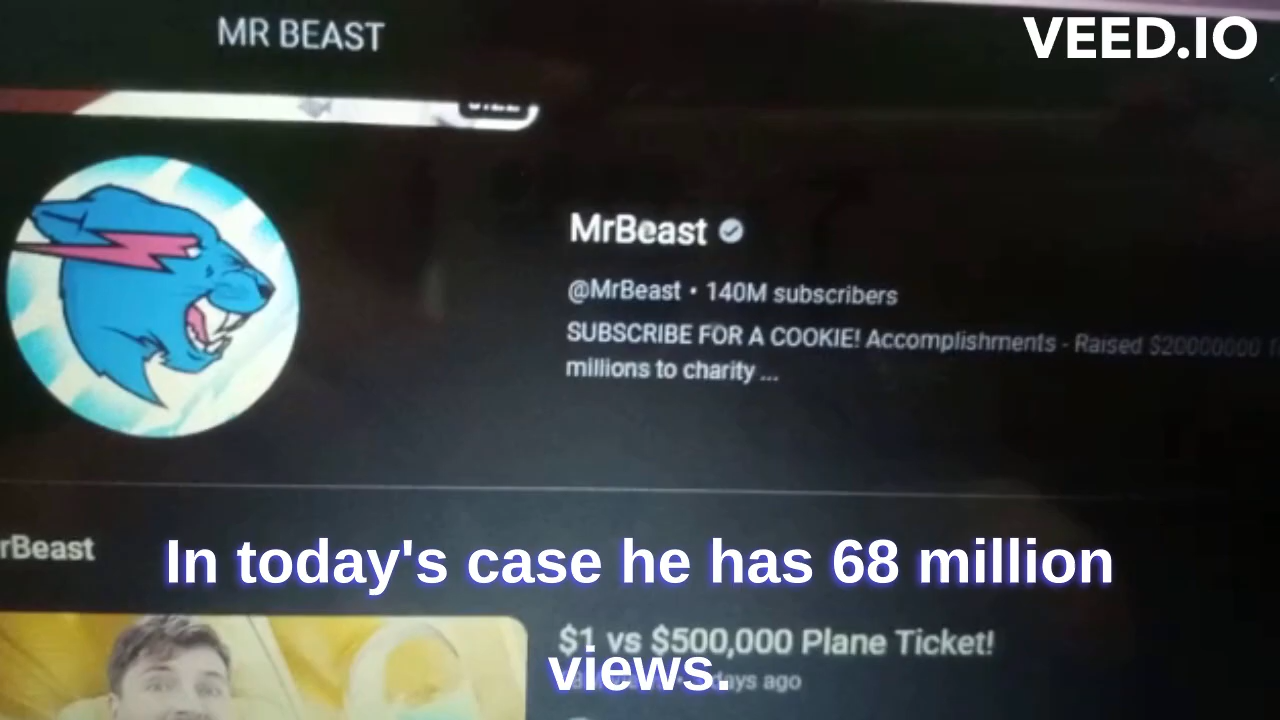 MR BEAST
VEED.IO
MrBeast
@MrBeast • 140M subscribers
SUBSCRIBE FOR A COOKIE! Accomplishments - Raised $20000000
millions to charity ...
rBeast
In today's case he has 68 million
$1 vs $500,000 Plane Ticket!
views.
days ago